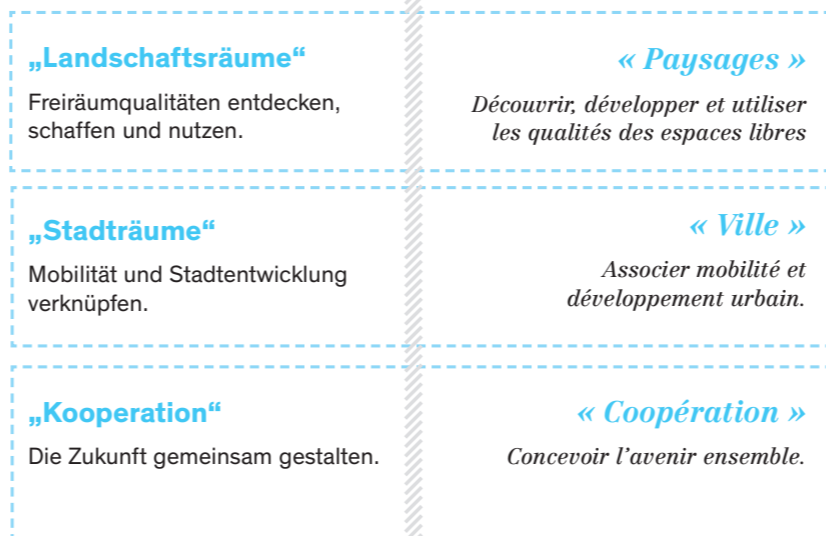 „Landschaftsräume“
Freiräumqualitäten entdecken,
schaffen und nutzen.
« Paysages »
Découvrir, développer et utiliser
les qualités des espaces libres
„Stadträume“
Mobilität und Stadtentwicklung
verknüpfen.
« Ville »
Associer mobilité et
développement urbain.
„Kooperation“
Die Zukunft gemeinsam gestalten.
« Coopération »
Concevoir l’avenir ensemble.